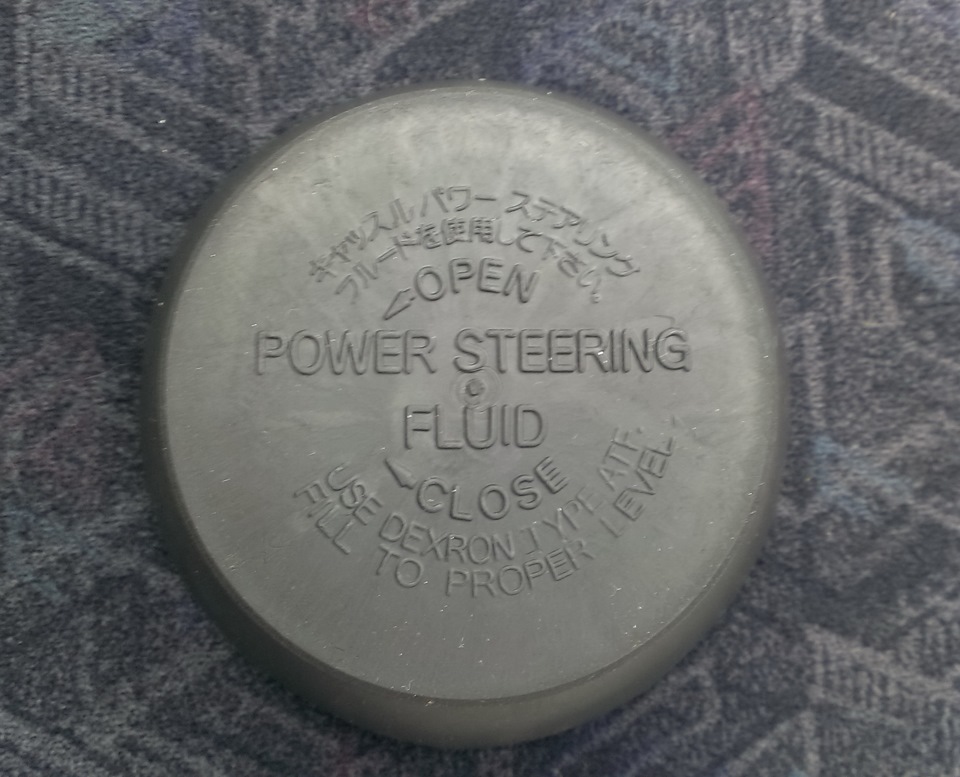 キャッスル パワー ステアリング
フルードを使用して下さい。
OPEN
POWER STEERING
FLUID
CLOSE
USE DEXRON TYPE ATF.
FILL TO PROPER LEVEL.